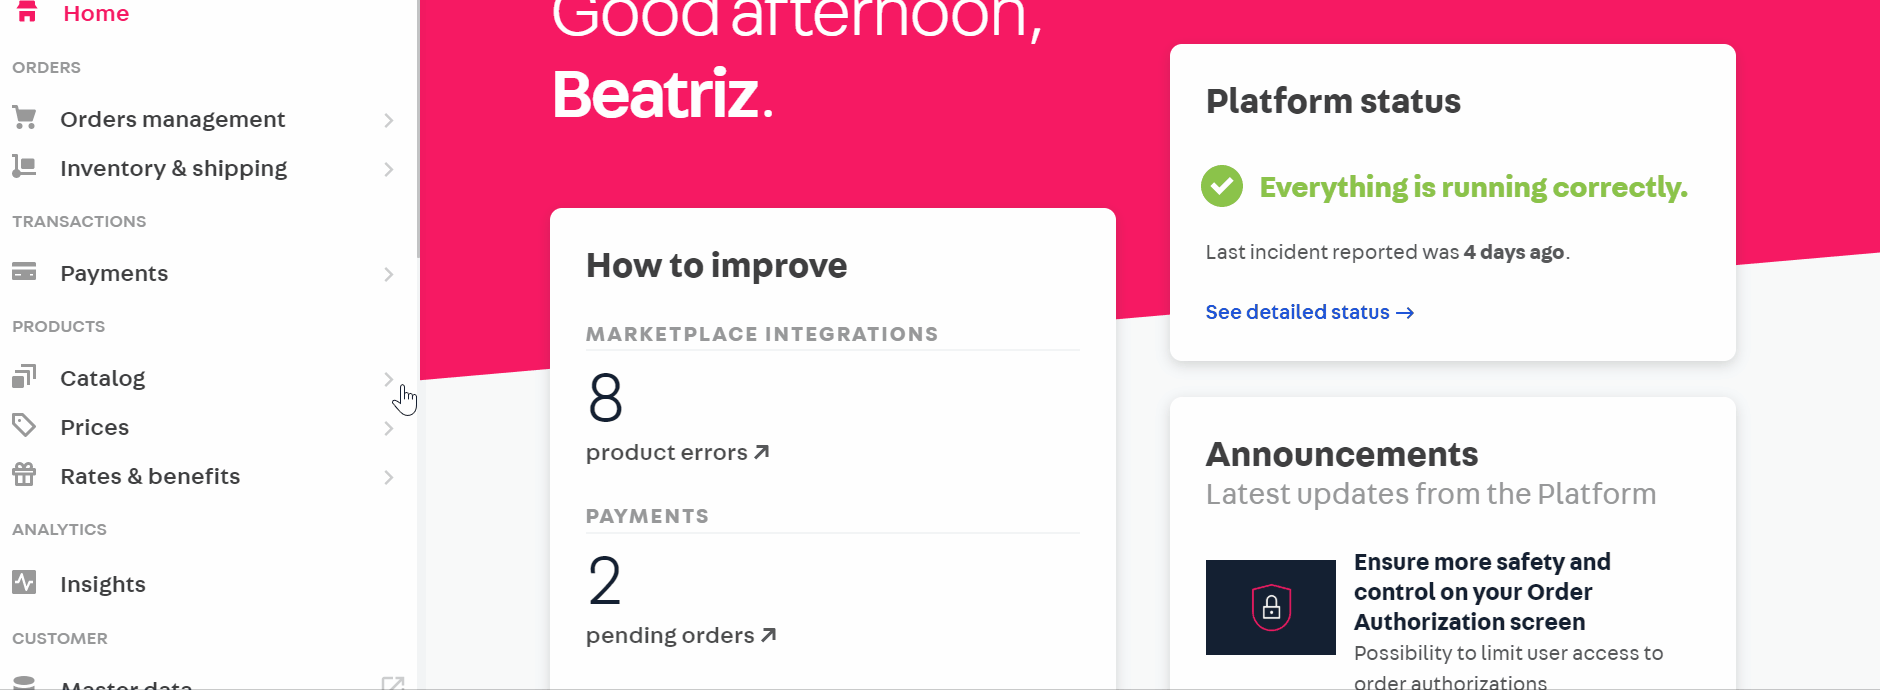 Home
ORDERS
Orders management
Inventory & shipping
TRANSACTIONS
Payments
PRODUCTS
Catalog
Prices
Rates & benefits
ANALYTICS
Insights
CUSTOMER
Master data
Good afternoon,
Beatriz.
How to improve
MARKETPLACE INTEGRATIONS
8
product errors
PAYMENTS
2
pending orders
Platform status
Everything is running correctly.
Last incident reported was 4 days ago.
See detailed status →
Announcements
Latest updates from the Platform
Ensure more safety and
control on your Order
Authorization screen
Possibility to limit user access to
order authorizations